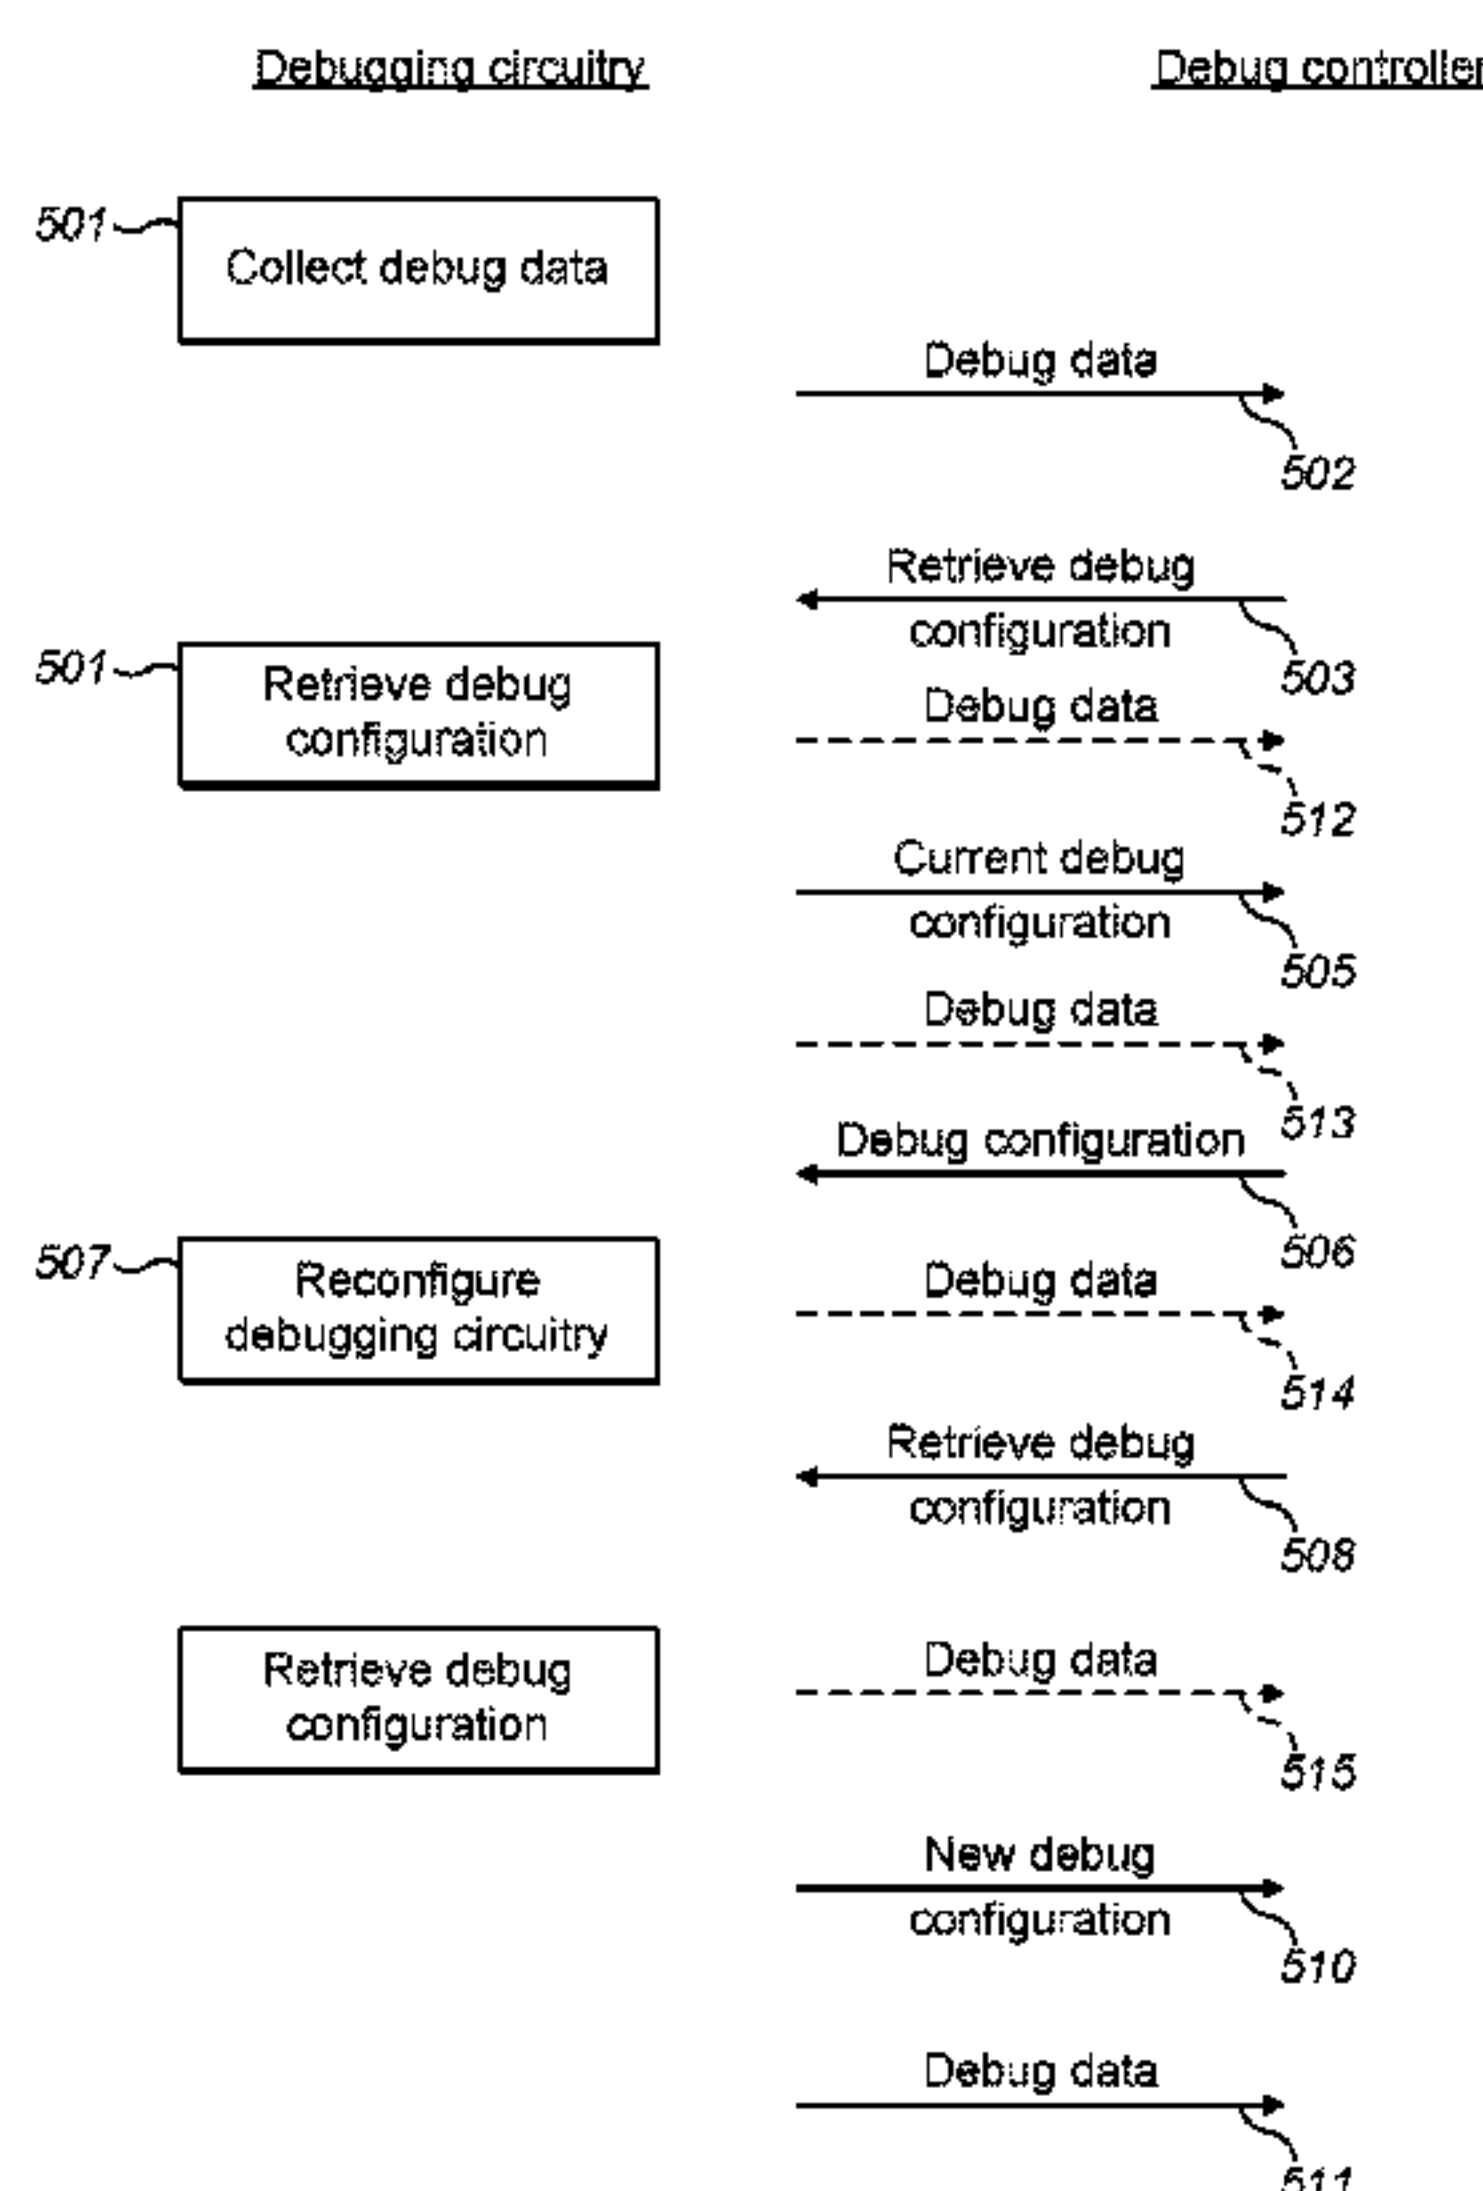 Debugging circuitry
Debug controller
501
Collect debug data
Debug data
502
Retrieve debug
configuration
503
501
Retrieve debug
configuration
Debug data
512
Current debug
configuration
505
Debug data
513
Debug configuration
506
507
Reconfigure
debugging circuitry
Debug data
514
Retrieve debug
configuration
508
Retrieve debug
configuration
Debug data
515
New debug
configuration
510
Debug data
511